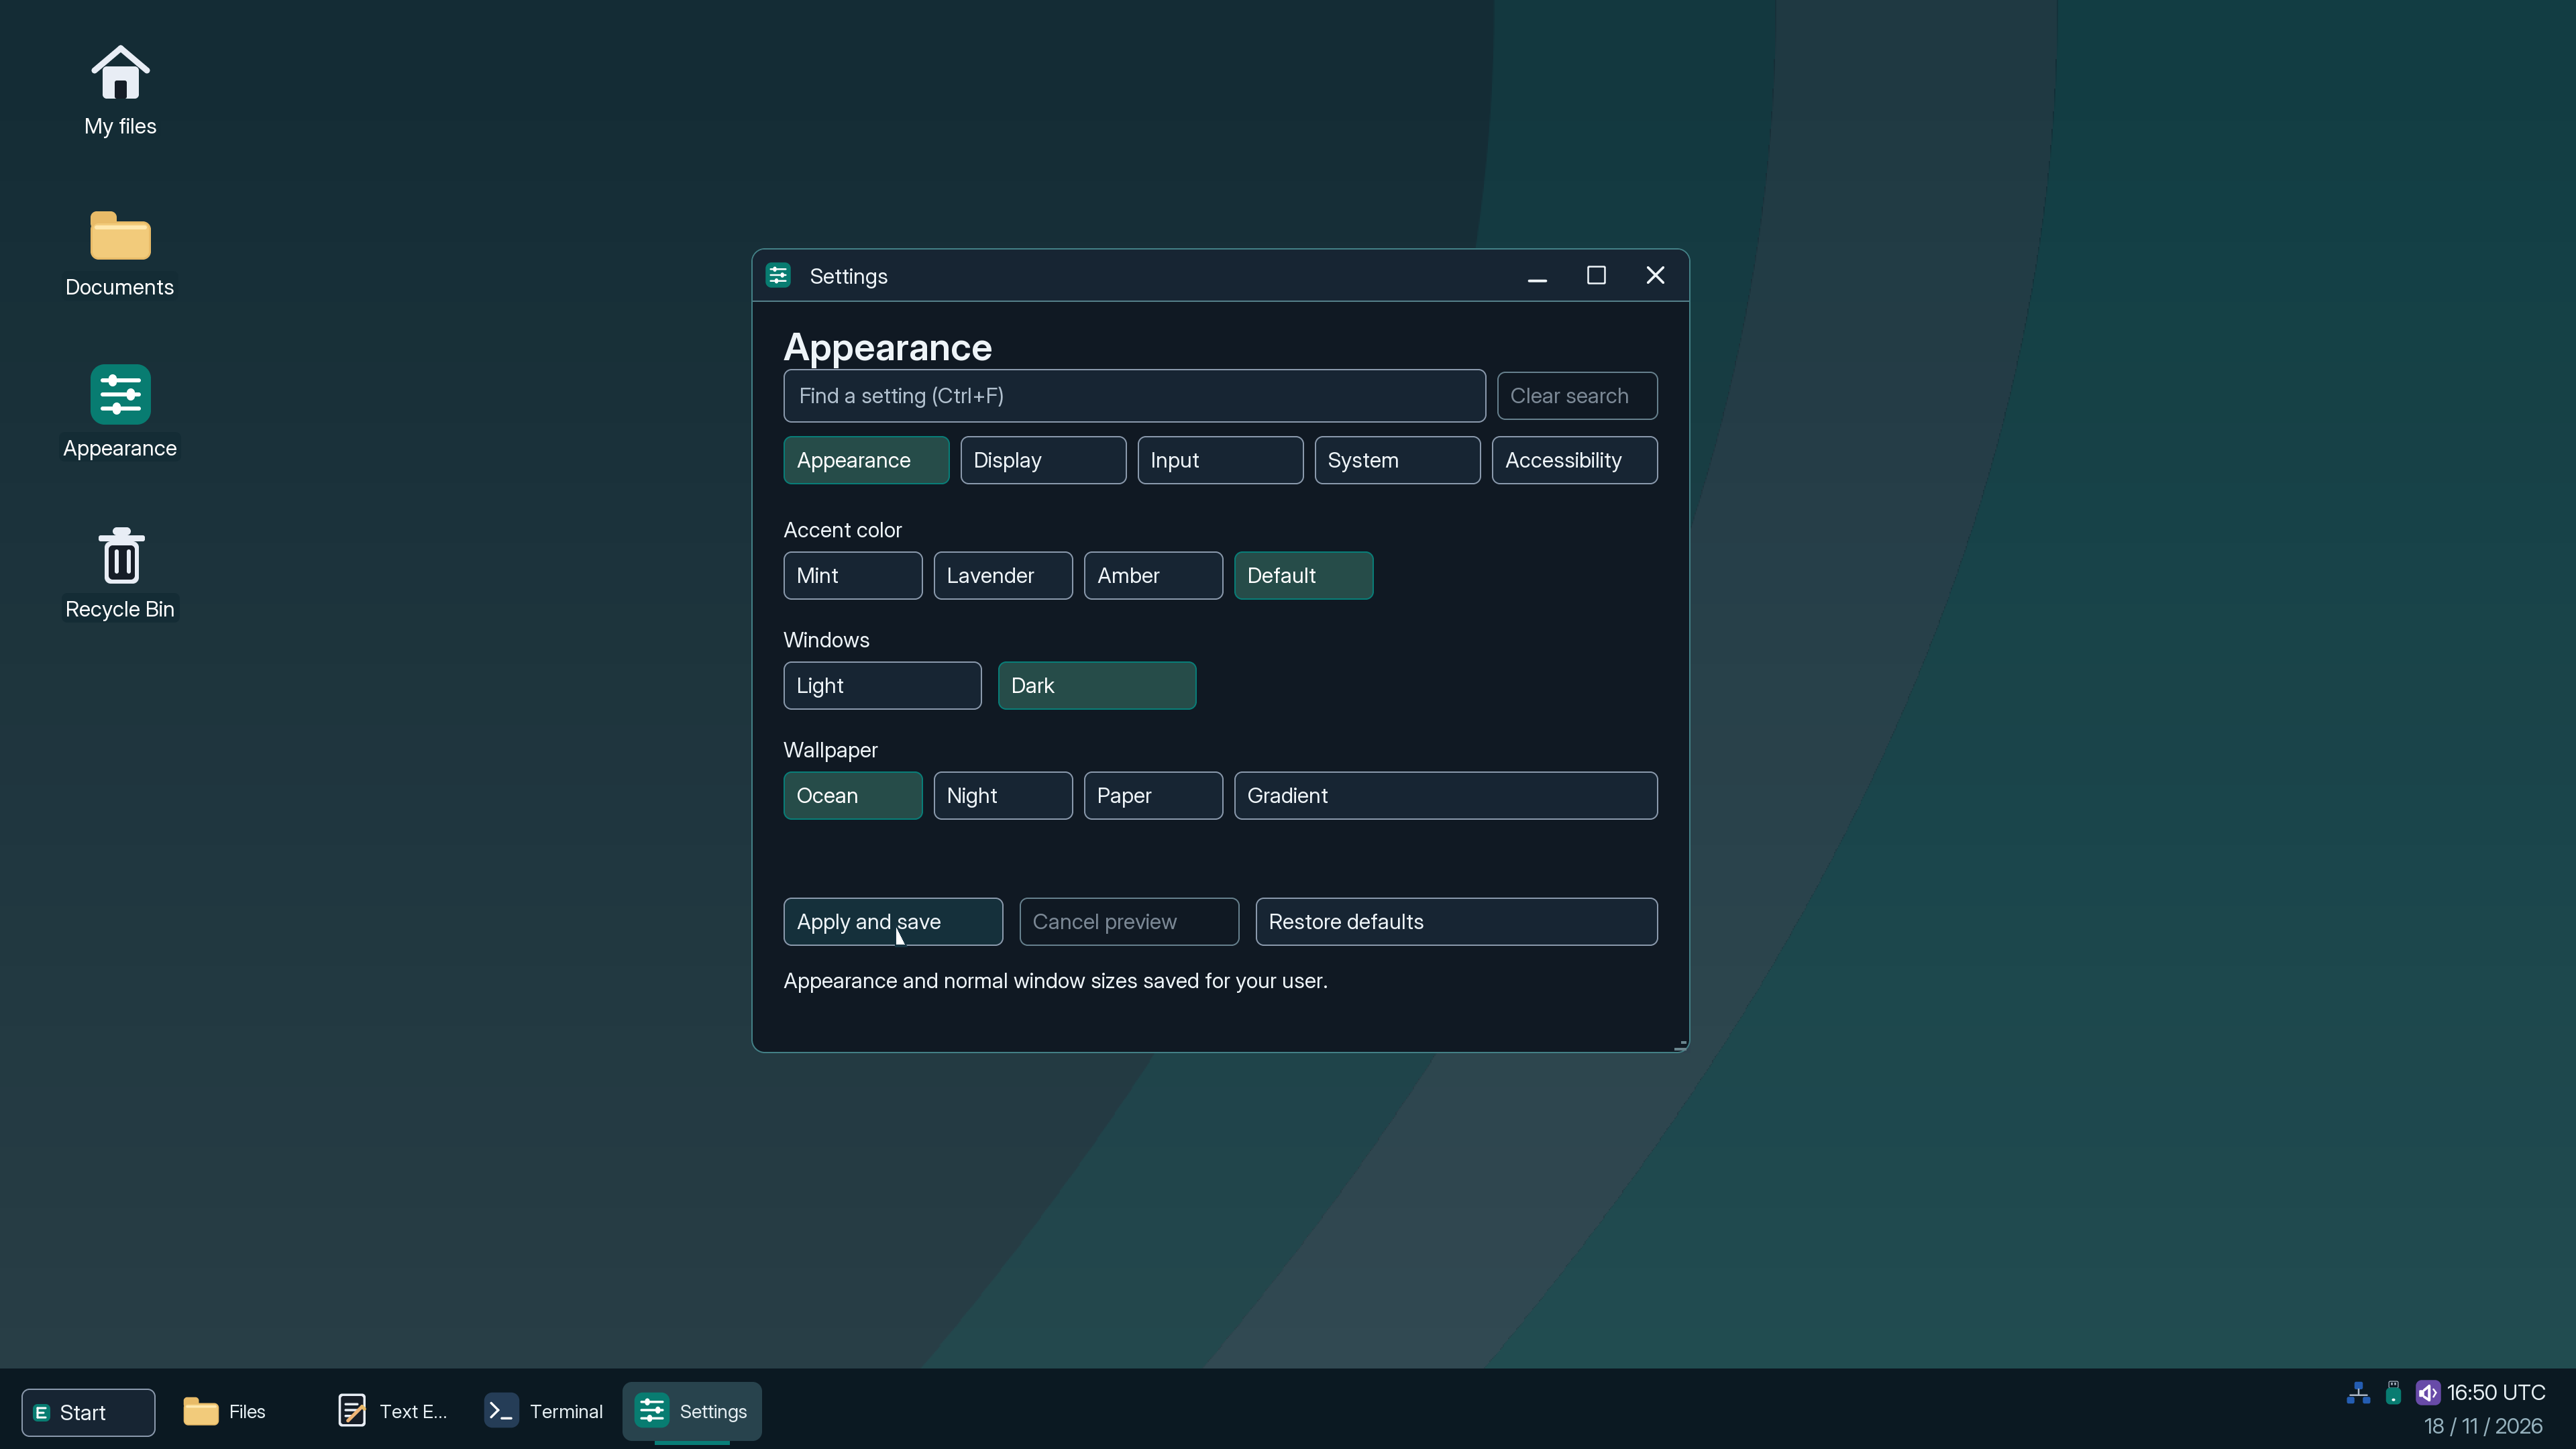 My files
Documents
Appearance
Recycle Bin
Settings
Appearance
Find a setting (Ctrl+F)
Clear search
Appearance Display Input System Accessibility
Accent color
Mint Lavender Amber Default
Windows
Light Dark
Wallpaper
Ocean Night Paper Gradient
Apply and save Cancel preview Restore defaults
Appearance and normal window sizes saved for your user.
E Start Files Text E... Terminal Settings
16:50 UTC
18 / 11 / 2026